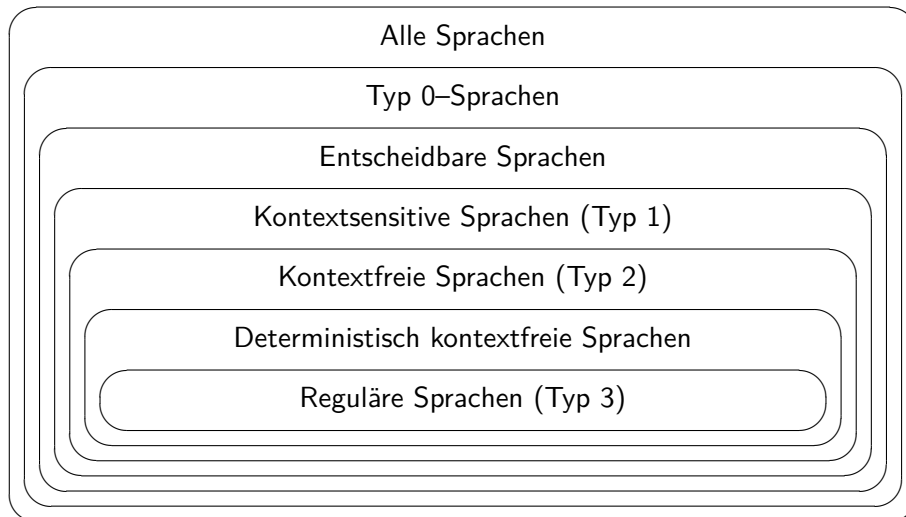 Alle Sprachen
Typ 0–Sprachen
Entscheidbare Sprachen
Kontextsensitive Sprachen (Typ 1)
Kontextfreie Sprachen (Typ 2)
Deterministisch kontextfreie Sprachen
Reguläre Sprachen (Typ 3)